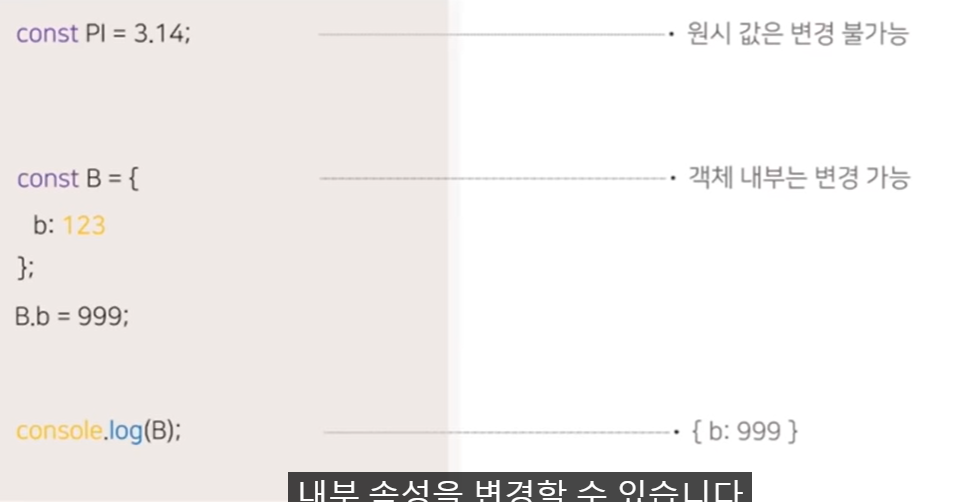 const PI = 3.14;
원시 값은 변경 불가능
const B = {
객체 내부는 변경 가능
b: 123
};
B.b = 999;
console.log(B);
{ b: 999 }
내부 속성을 변경할 수 있습니다